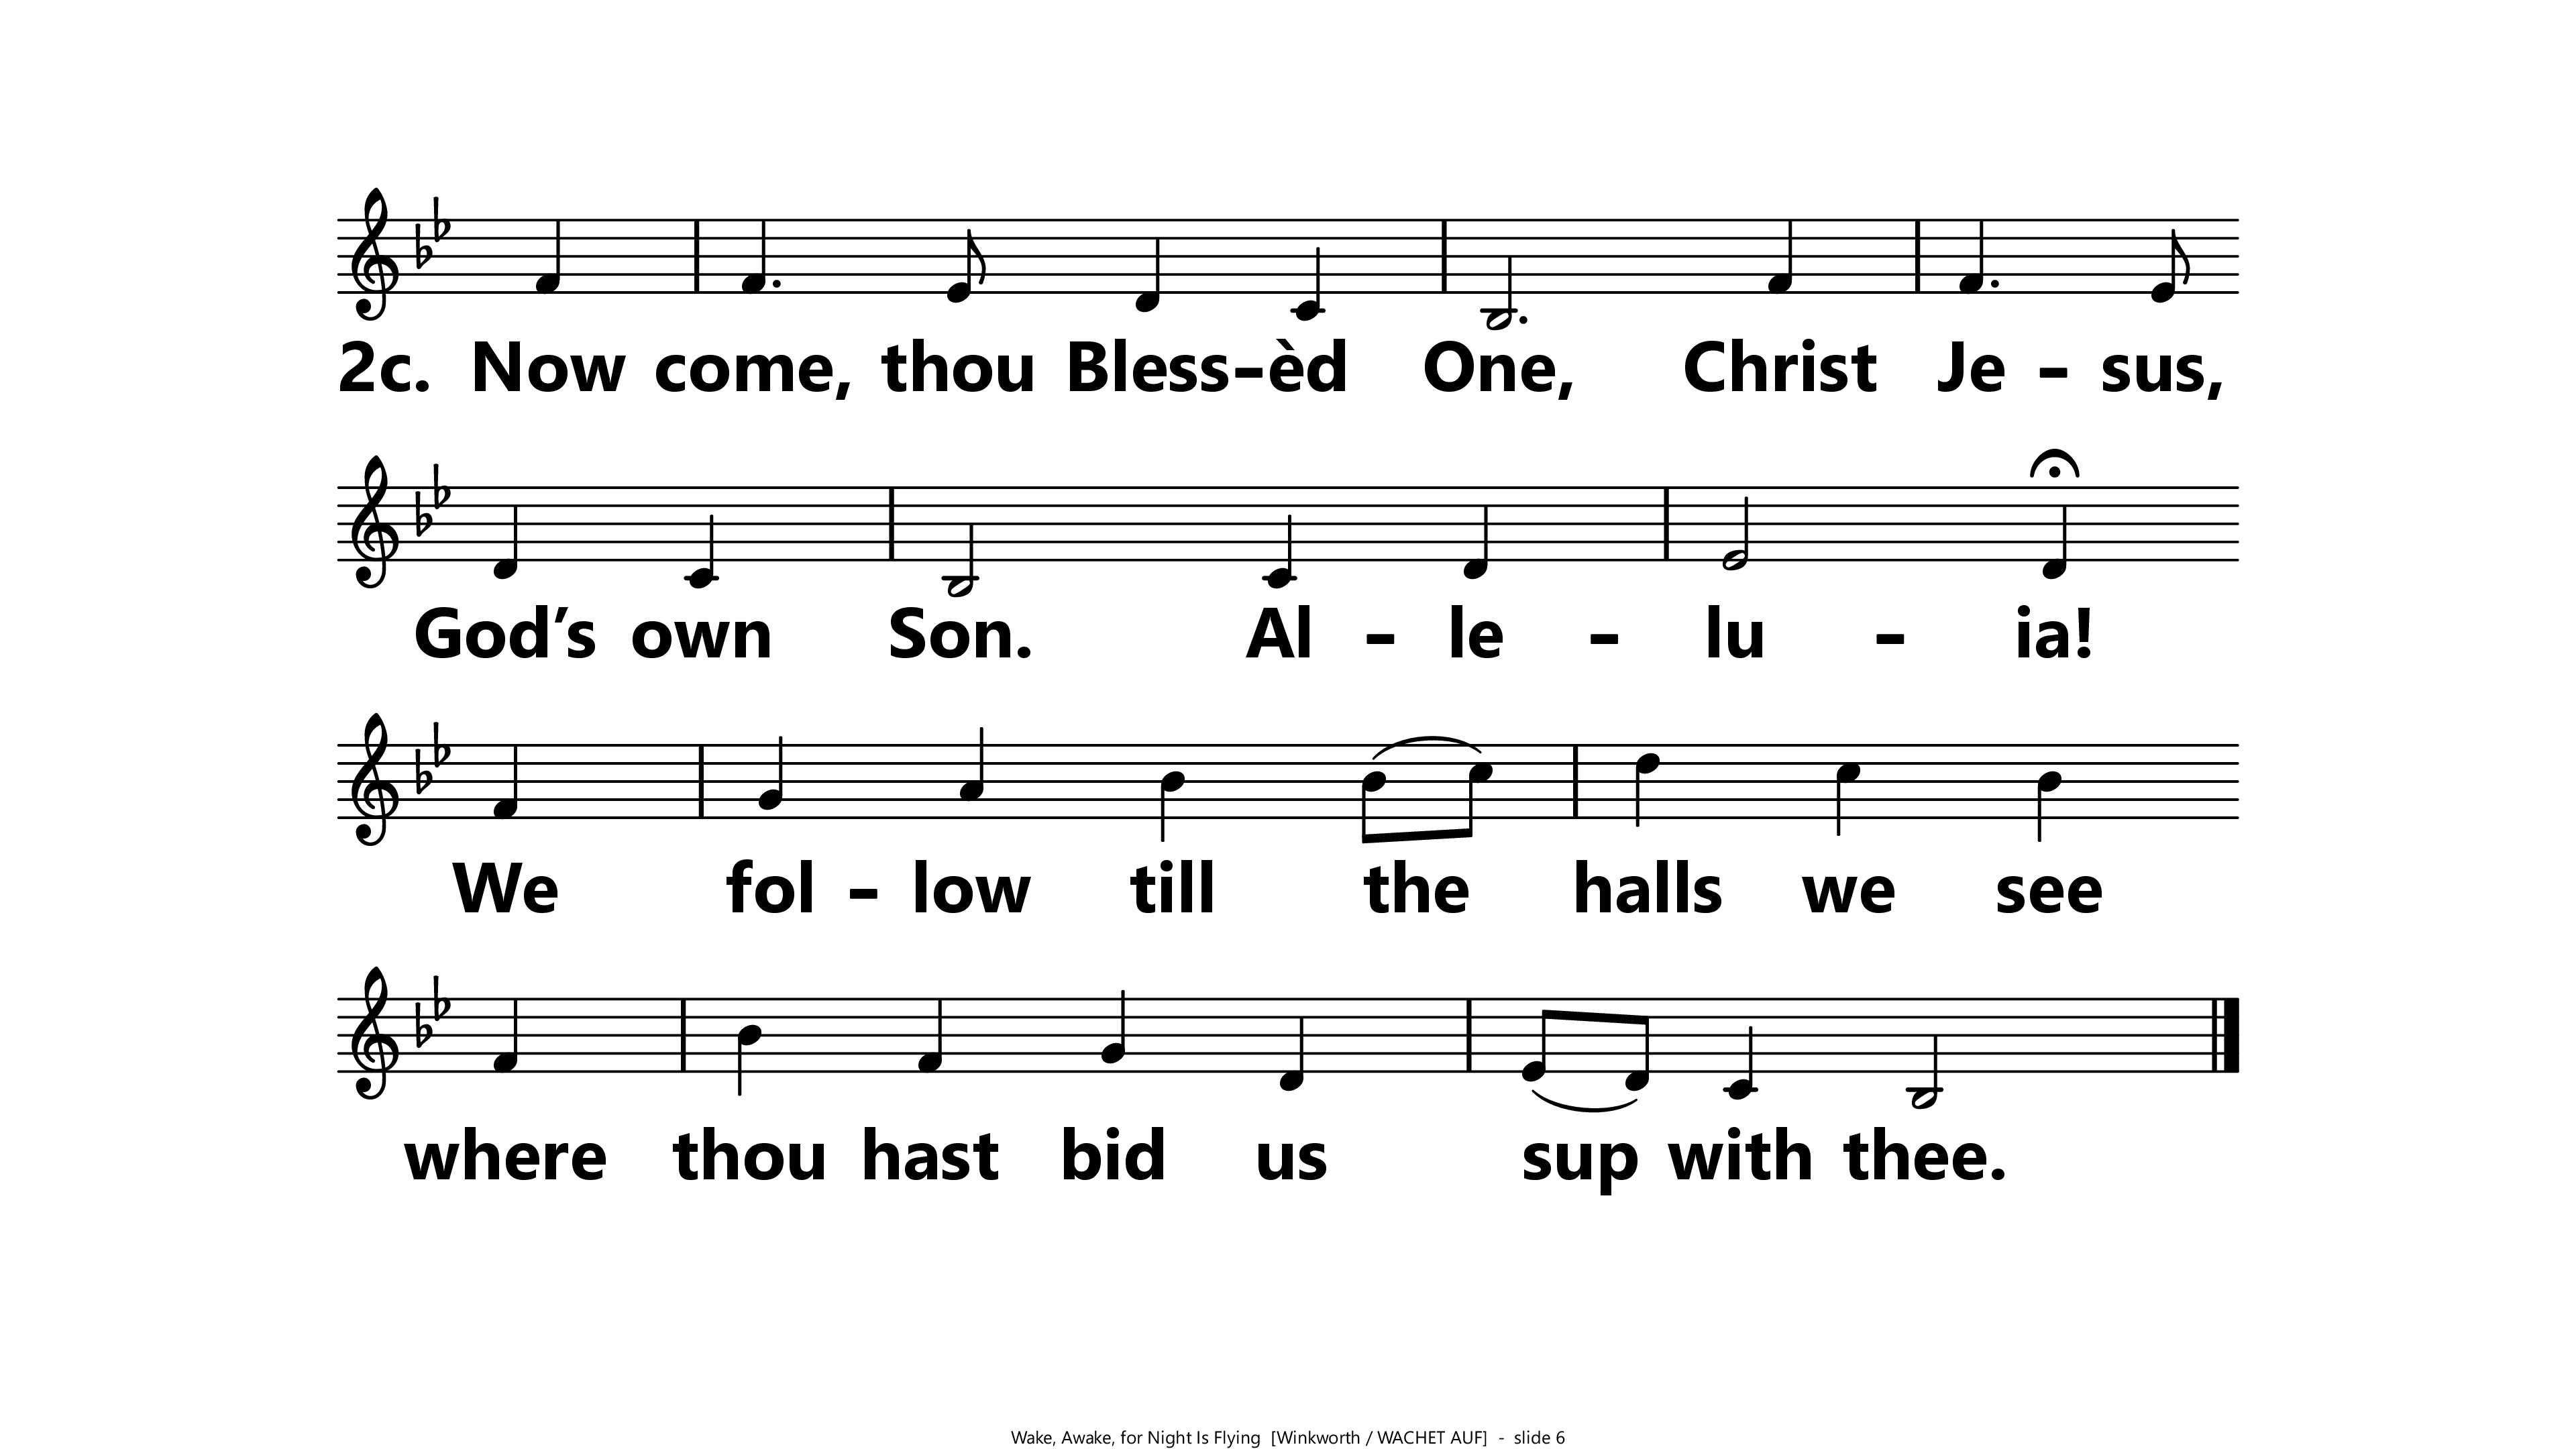 2c. Now come, thou Bless-èd One, Christ Je - sus,
God’s own Son. Al - le - lu - ia!
We fol - low till the halls we see
where thou hast bid us sup with thee.
Wake, Awake, for Night Is Flying [Winkworth / WACHET AUF] - slide 6